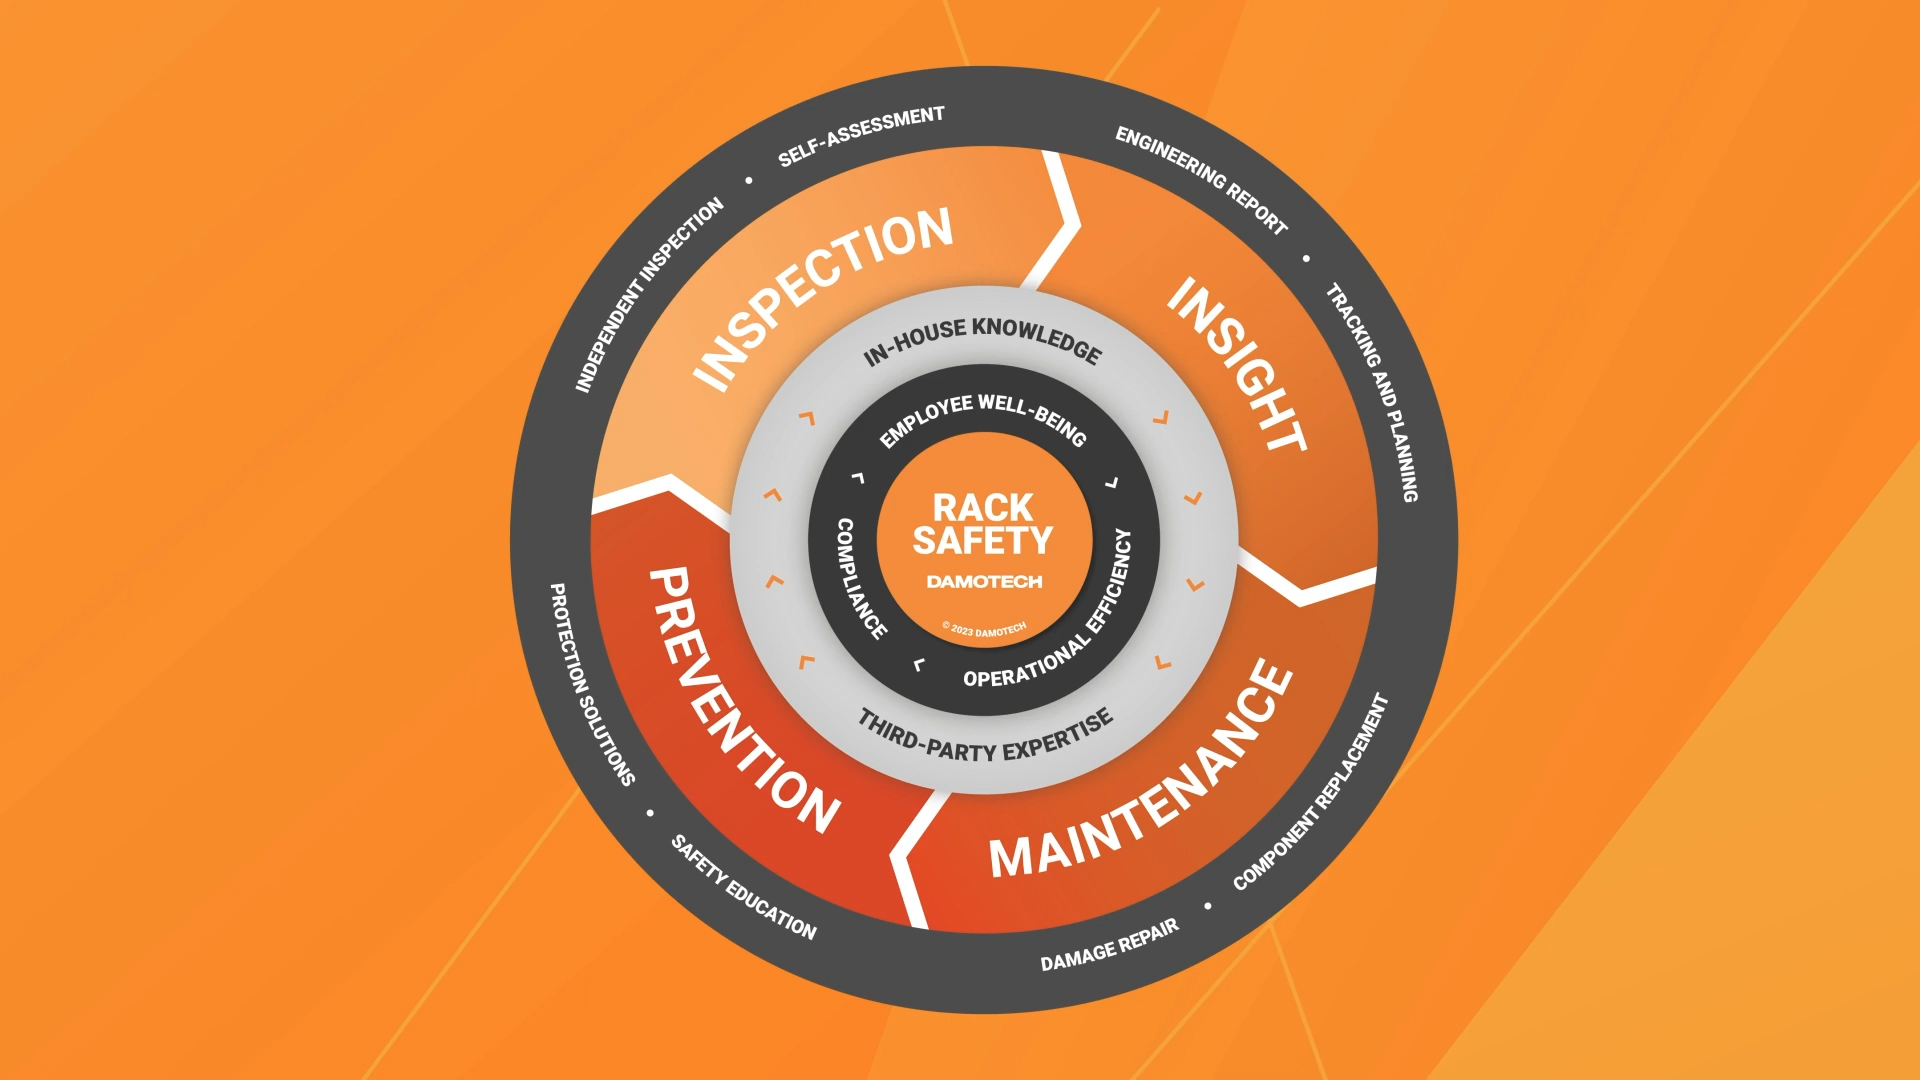 INDEPENDENT INSPECTION • SELF-ASSESSMENT
ENGINEERING REPORT • TRACKING AND PLANNING
INSPECTION
INSIGHT
IN-HOUSE KNOWLEDGE
EMPLOYEE WELL-BEING
RACK
SAFETY
DAMOTECH
© 2023 DAMOTECH
COMPLIANCE
OPERATIONAL EFFICIENCY
THIRD-PARTY EXPERTISE
PREVENTION
MAINTENANCE
PROTECTION SOLUTIONS • SAFETY EDUCATION
DAMAGE REPAIR • COMPONENT REPLACEMENT